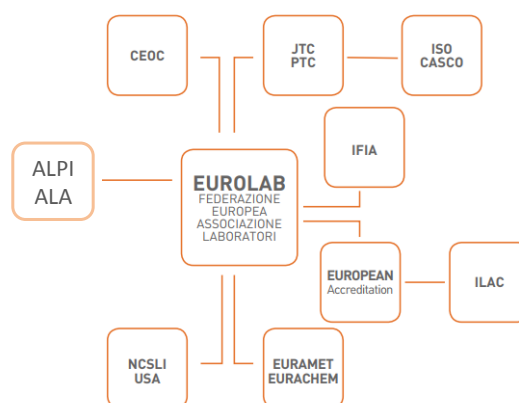 CEOC
JTC
PTC
ISO
CASCO
IFIA
ALPI
ALA
EUROLAB
FEDERAZIONE
EUROPEA
ASSOCIAZIONE
LABORATORI
EUROPEAN
Accreditation
ILAC
NCSLI
USA
EURAMET
EURACHEM